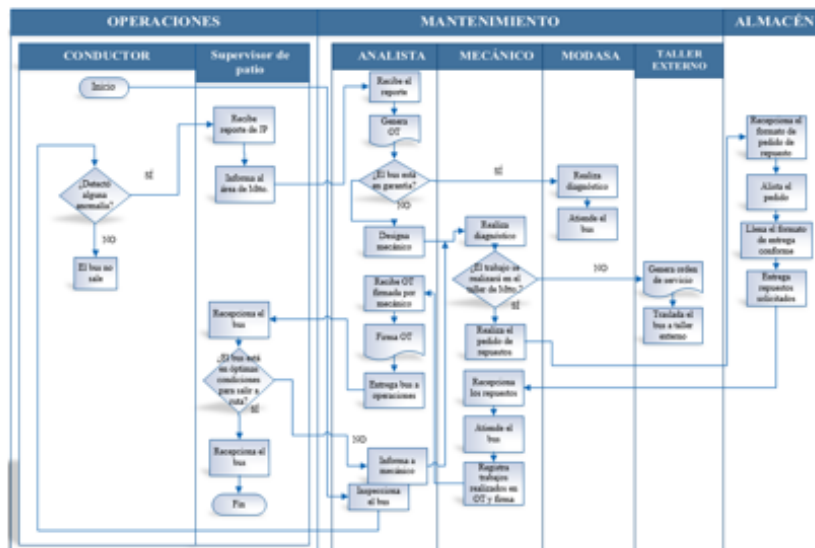 OPERACIONES
MANTENIMIENTO
ALMACÉN
CONDUCTOR
Supervisor de
patio
ANALISTA
MECÁNICO
MODASA
TALLER
EXTERNO
Inicio
¿Detectó
alguna
anomalía?
SÍ
NO
El bus no
sale
Recibe
reporte de JP
Informa al
área de Mtto.
Recepciona el
bus
¿El bus está
en óptimas
condiciones
para salir a
ruta?
SÍ
NO
Recepciona el
bus
Fin
Recibe el
reporte
Genera
OT
¿El bus está
en garantía?
SÍ
NO
Designa
mecánico
Recibe OT
firmada por
mecánico
Firma OT
Entrega bus a
operaciones
Informa a
mecánico
Inspecciona
el bus
Realiza
diagnóstico
¿El trabajo se
realizará en el
taller de Mtto.?
NO
SÍ
Realiza el
pedido de
repuestos
Recepciona
los repuestos
Atiende el
bus
Registra
trabajos
realizados en
OT y firma
Realiza
diagnóstico
Atiende el
bus
Genera orden
de servicio
Traslada el
bus a taller
externo
Recepciona el
formato de
pedido de
repuesto
Alista el
pedido
Llena el formato
de entrega
conforme
Entrega
repuestos
solicitados